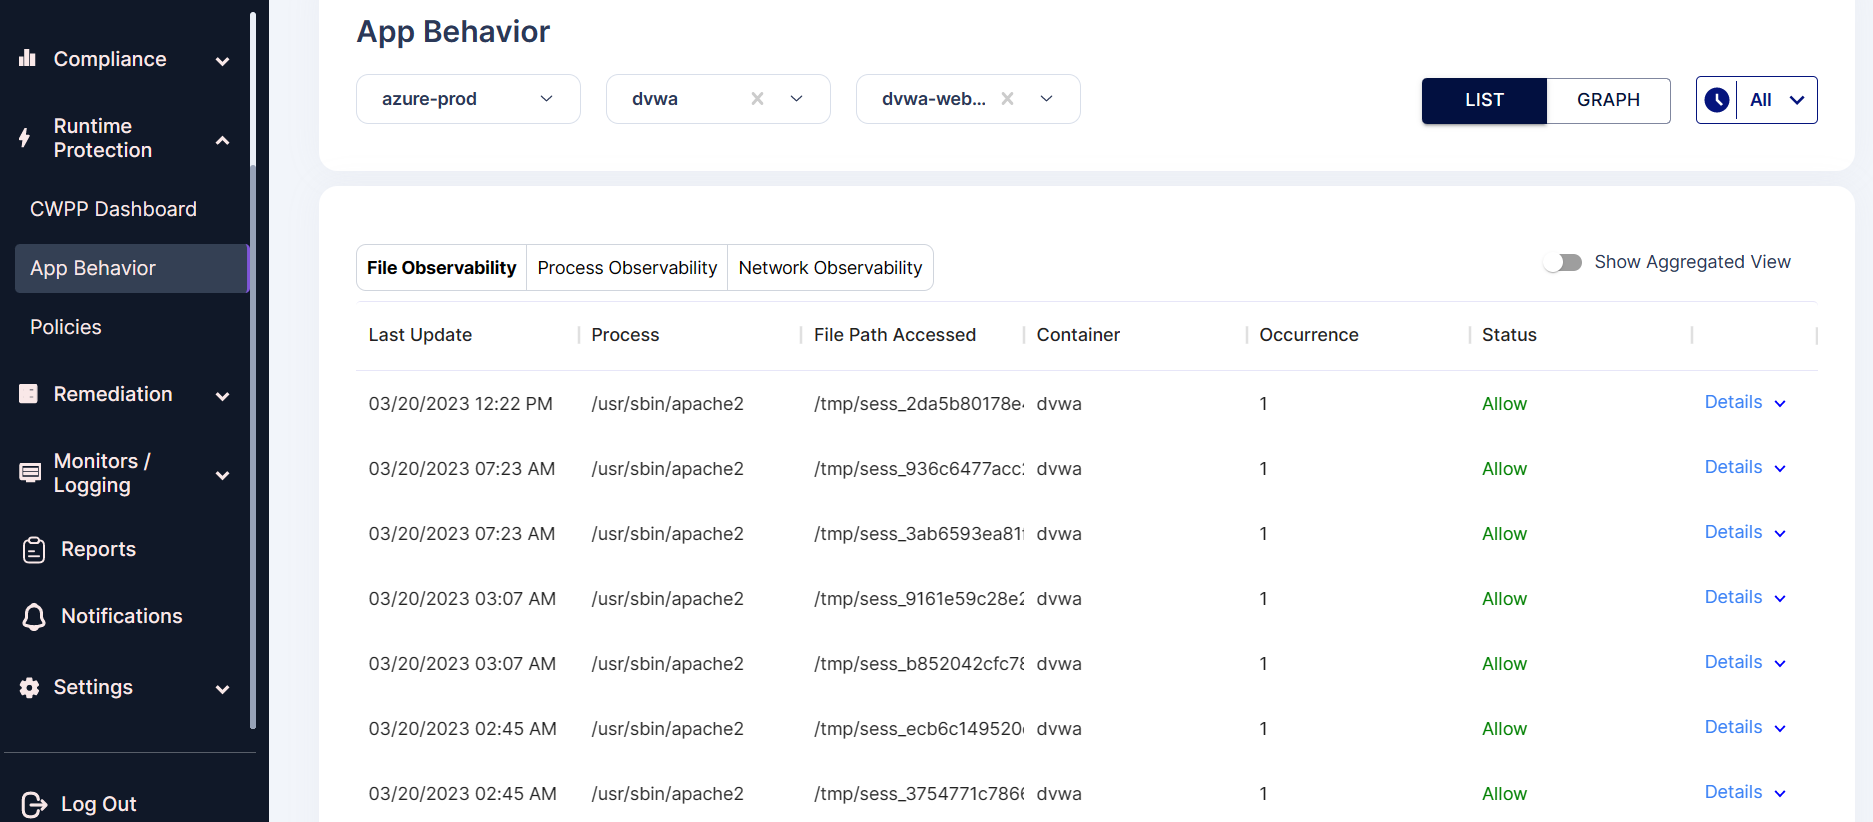 Compliance
Runtime
Protection
CWPP Dashboard
App Behavior
Policies
Remediation
Monitors /
Logging
Reports
Notifications
Settings
Log Out
App Behavior
azure-prod
dvwa
dvwa-web...
LIST GRAPH
All
File Observability Process Observability Network Observability
Show Aggregated View
Last Update Process File Path Accessed Container Occurrence Status
03/20/2023 12:22 PM /usr/sbin/apache2 /tmp/sess_2da5b80178e dvwa 1 Allow Details
03/20/2023 07:23 AM /usr/sbin/apache2 /tmp/sess_936c6477acc dvwa 1 Allow Details
03/20/2023 07:23 AM /usr/sbin/apache2 /tmp/sess_3ab6593ea81 dvwa 1 Allow Details
03/20/2023 03:07 AM /usr/sbin/apache2 /tmp/sess_9161e59c28e2 dvwa 1 Allow Details
03/20/2023 03:07 AM /usr/sbin/apache2 /tmp/sess_b852042cfc78 dvwa 1 Allow Details
03/20/2023 02:45 AM /usr/sbin/apache2 /tmp/sess_ecb6c149520 dvwa 1 Allow Details
03/20/2023 02:45 AM /usr/sbin/apache2 /tmp/sess_3754771c786 dvwa 1 Allow Details